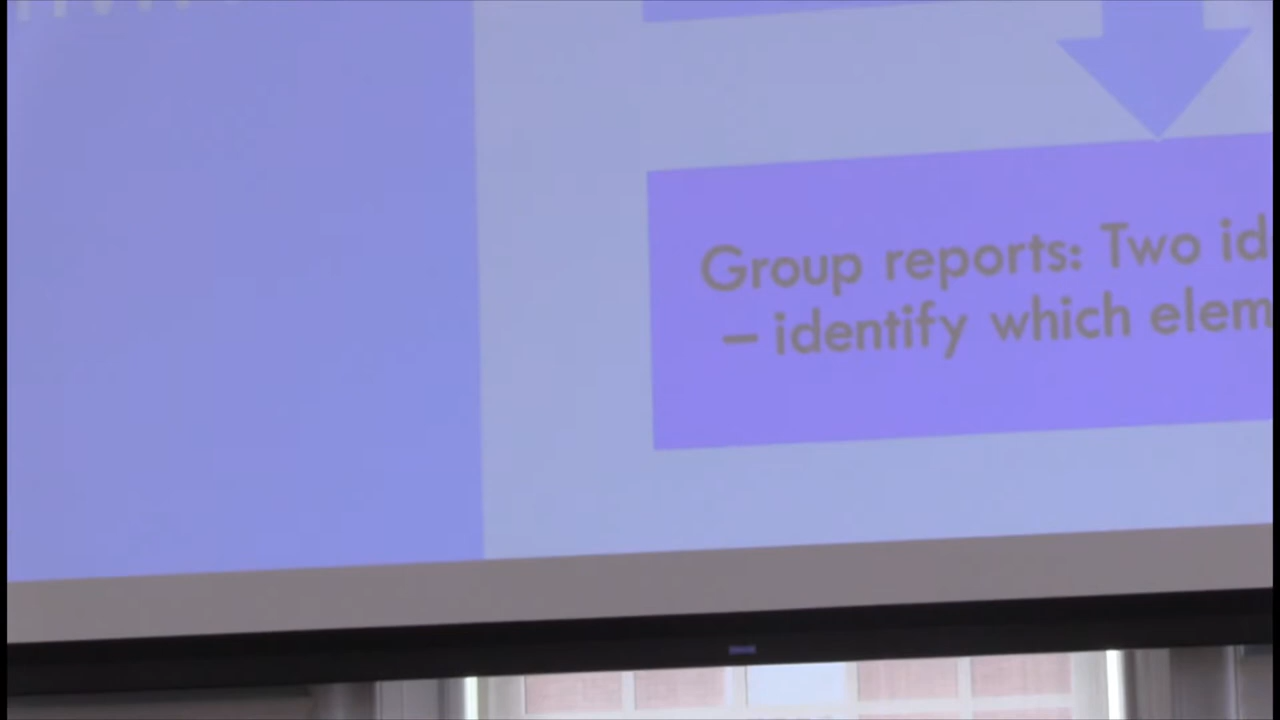 Group reports: Two id
– identify which elem